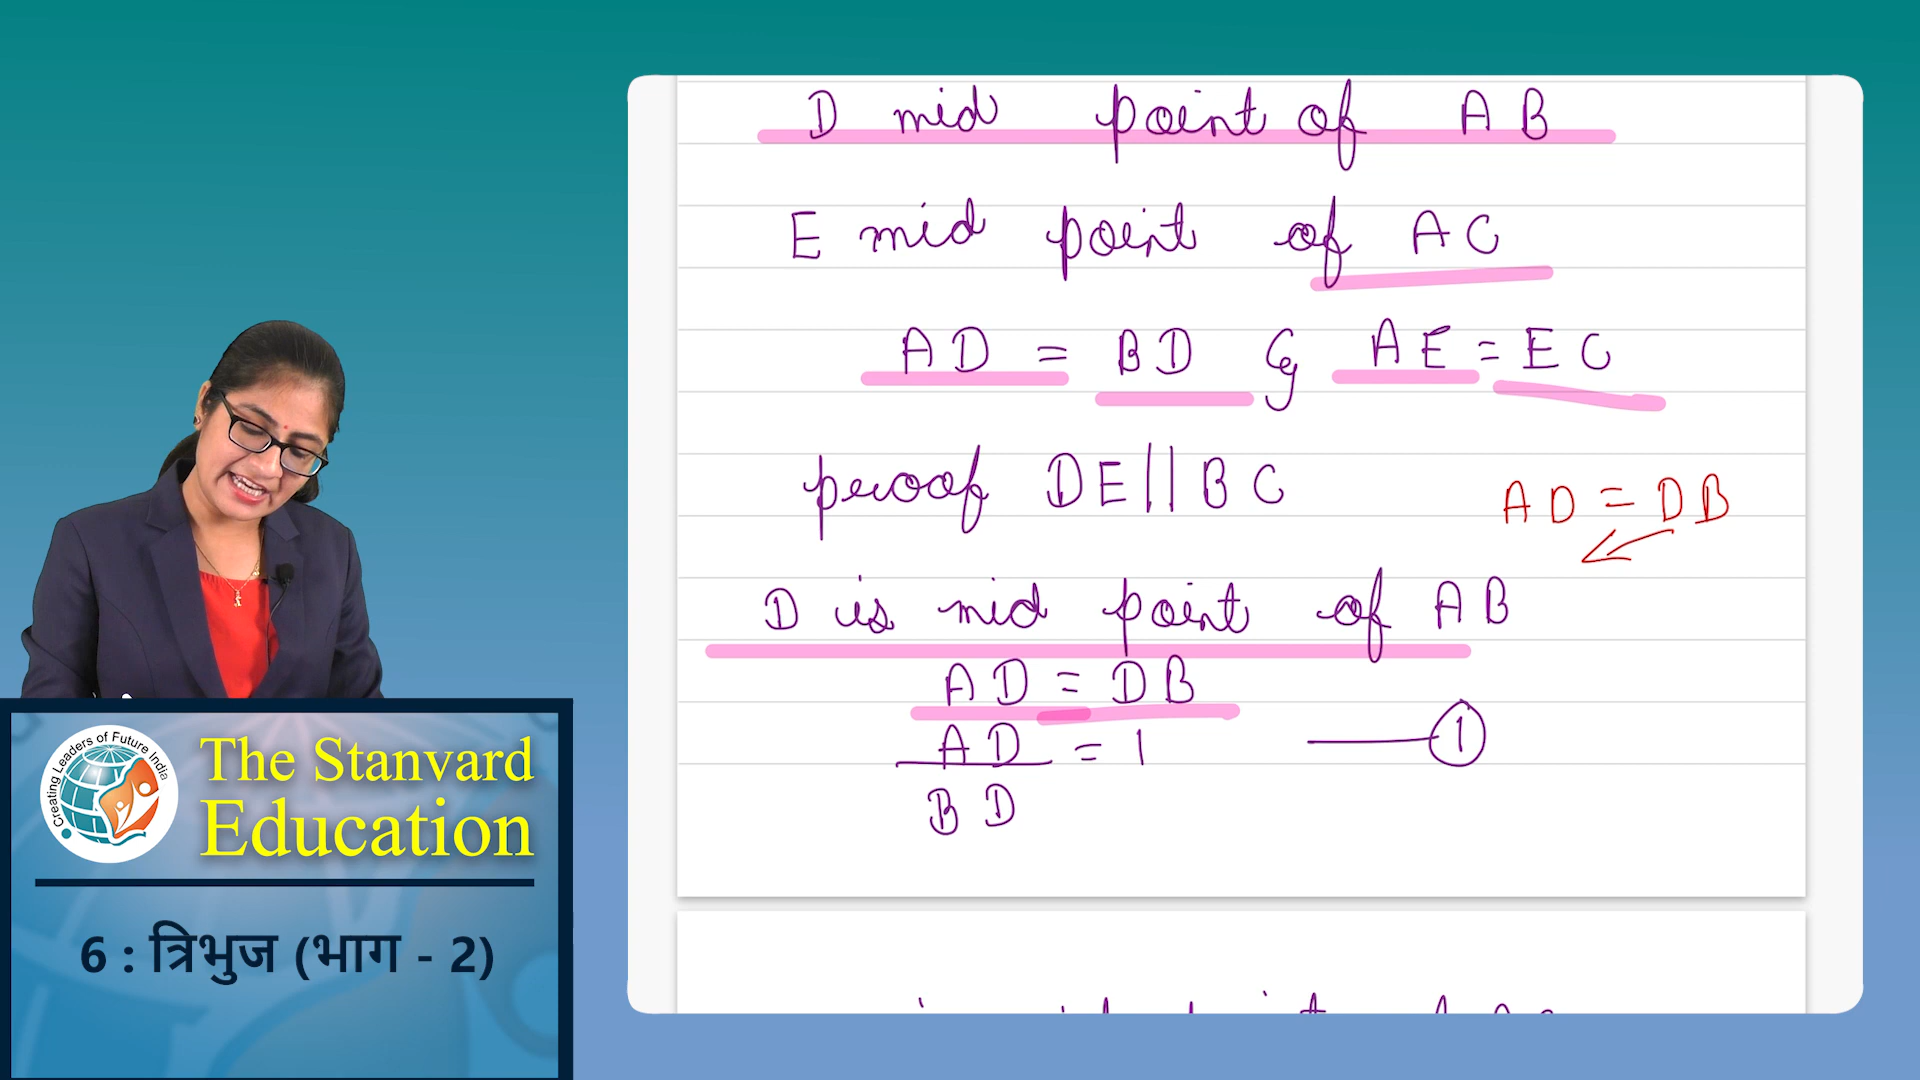 D mid point of AB
E mid point of AC
AD = BD & AE = EC
proof DE || BC
AD = DB
D is mid point of AB
AD = DB
AD
— = 1 —— ①
BD
Creating Leaders of Future India
The Stanvard
Education
6 : त्रिभुज (भाग - 2)